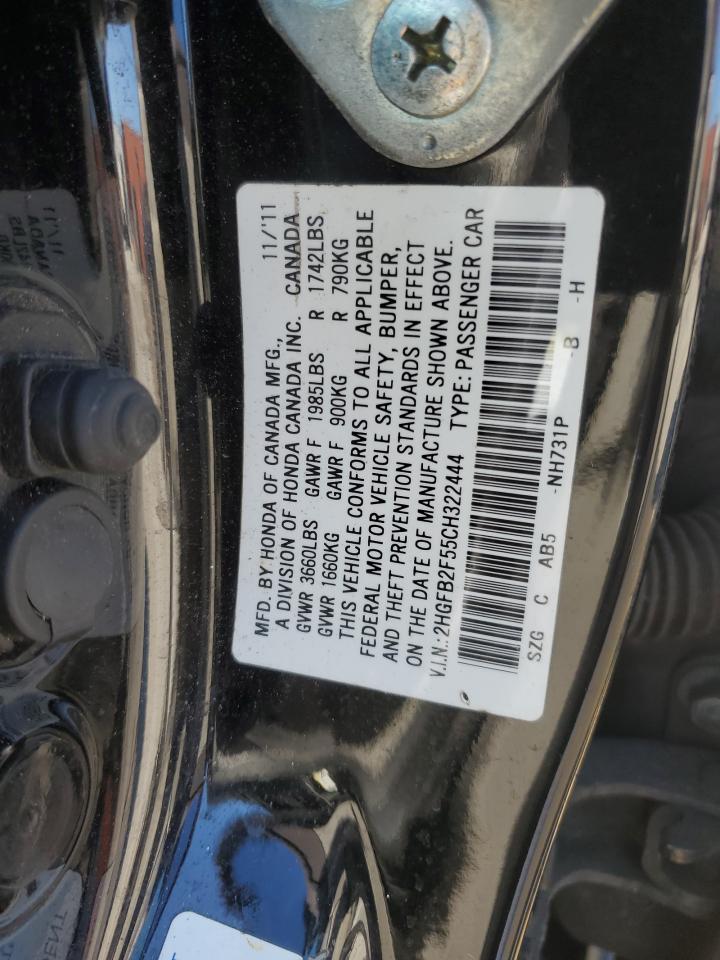 MFD. BY HONDA OF CANADA MFG., 11/'11
A DIVISION OF HONDA CANADA INC. CANADA
GVWR 3660LBS GAWR F 1985LBS R 1742LBS
GVWR 1660KG GAWR F 900KG R 790KG
THIS VEHICLE CONFORMS TO ALL APPLICABLE
FEDERAL MOTOR VEHICLE SAFETY, BUMPER,
AND THEFT PREVENTION STANDARDS IN EFFECT
ON THE DATE OF MANUFACTURE SHOWN ABOVE.
V.I.N.: 2HGFB2F55CH322444 TYPE: PASSENGER CAR
SZG C AB5 -NH731P -B -H